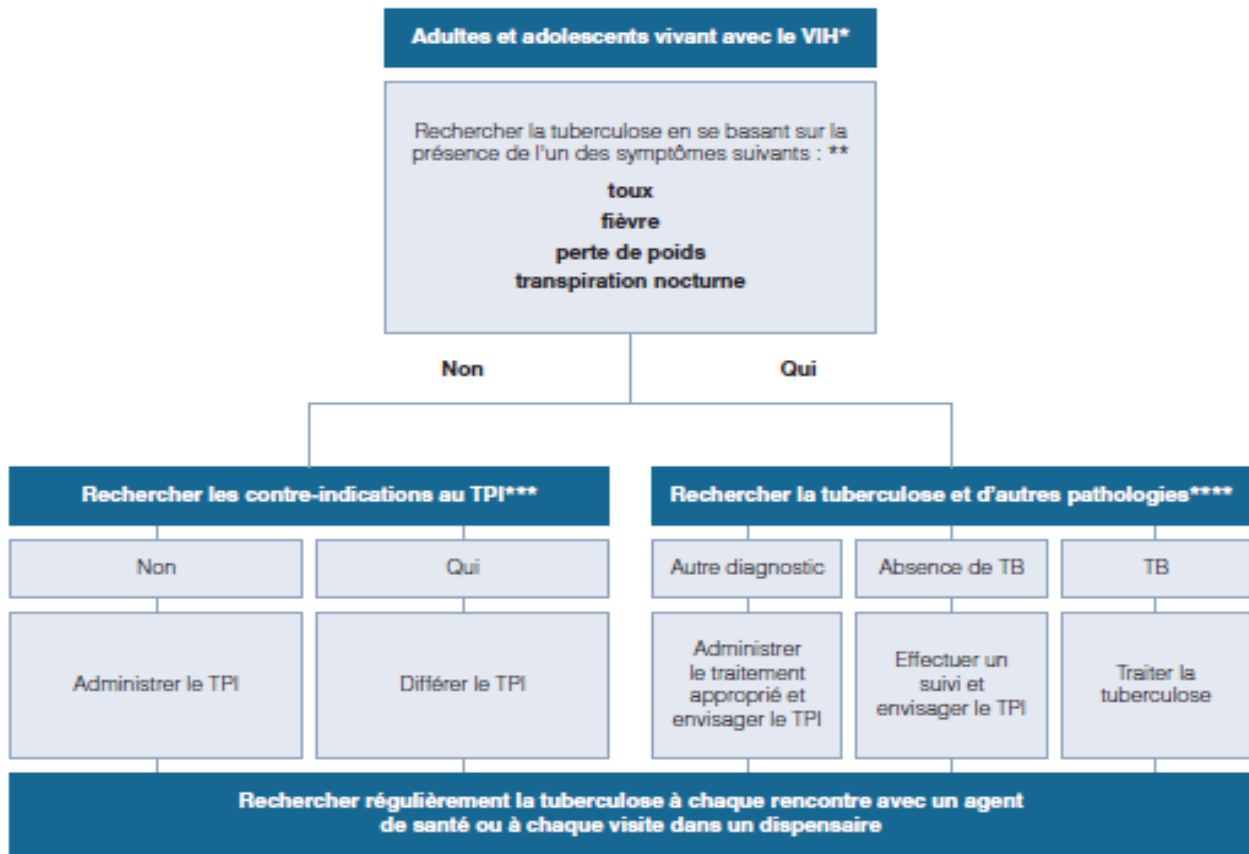 Adultes et adolescents vivant avec le VIH*
Rechercher la tuberculose en se basant sur la
présence de l'un des symptômes suivants : **
toux
fièvre
perte de poids
transpiration nocturne
Non
Qui
Rechercher les contre-indications au TPI***
Rechercher la tuberculose et d'autres pathologies****
Non
Qui
Autre diagnostic
Absence de TB
TB
Administrer le TPI
Différer le TPI
Administrer
le traitement
approprié et
envisager le TPI
Effectuer un
suivi et
envisager le TPI
Traiter la
tuberculose
Rechercher régulièrement la tuberculose à chaque rencontre avec un agent
de santé ou à chaque visite dans un dispensaire